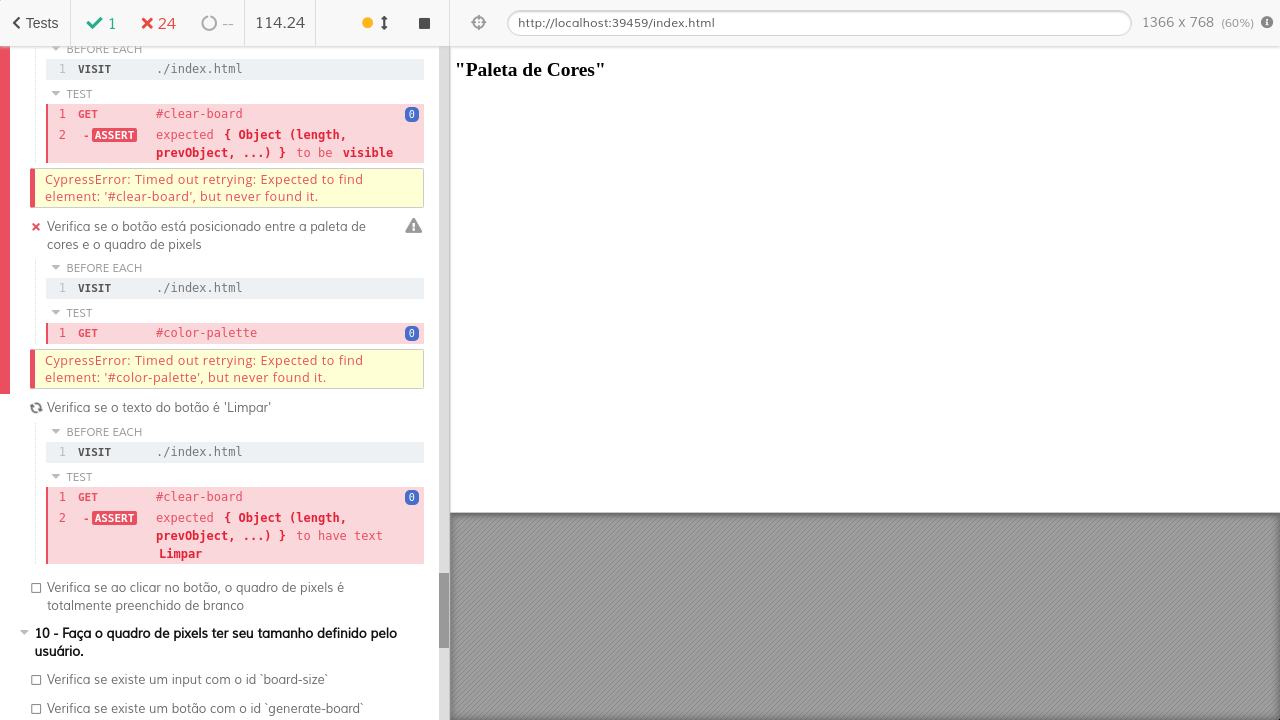 Tests
1
24
--
114.24
http://localhost:39459/index.html
1366 x 768 (60%)
BEFORE EACH
1 VISIT ./index.html
TEST
1 GET #clear-board 0
2 -ASSERT expected { Object (length,
prevObject, ...) } to be visible
CypressError: Timed out retrying: Expected to find
element: '#clear-board', but never found it.
Verifica se o botão está posicionado entre a paleta de
cores e o quadro de pixels
BEFORE EACH
1 VISIT ./index.html
TEST
1 GET #color-palette 0
CypressError: Timed out retrying: Expected to find
element: '#color-palette', but never found it.
Verifica se o texto do botão é 'Limpar'
BEFORE EACH
1 VISIT ./index.html
TEST
1 GET #clear-board 0
2 -ASSERT expected { Object (length,
prevObject, ...) } to have text
Limpar
Verifica se ao clicar no botão, o quadro de pixels é
totalmente preenchido de branco
10 - Faça o quadro de pixels ter seu tamanho definido pelo
usuário.
Verifica se existe um input com o id `board-size`
Verifica se existe um botão com o id `generate-board`
"Paleta de Cores"